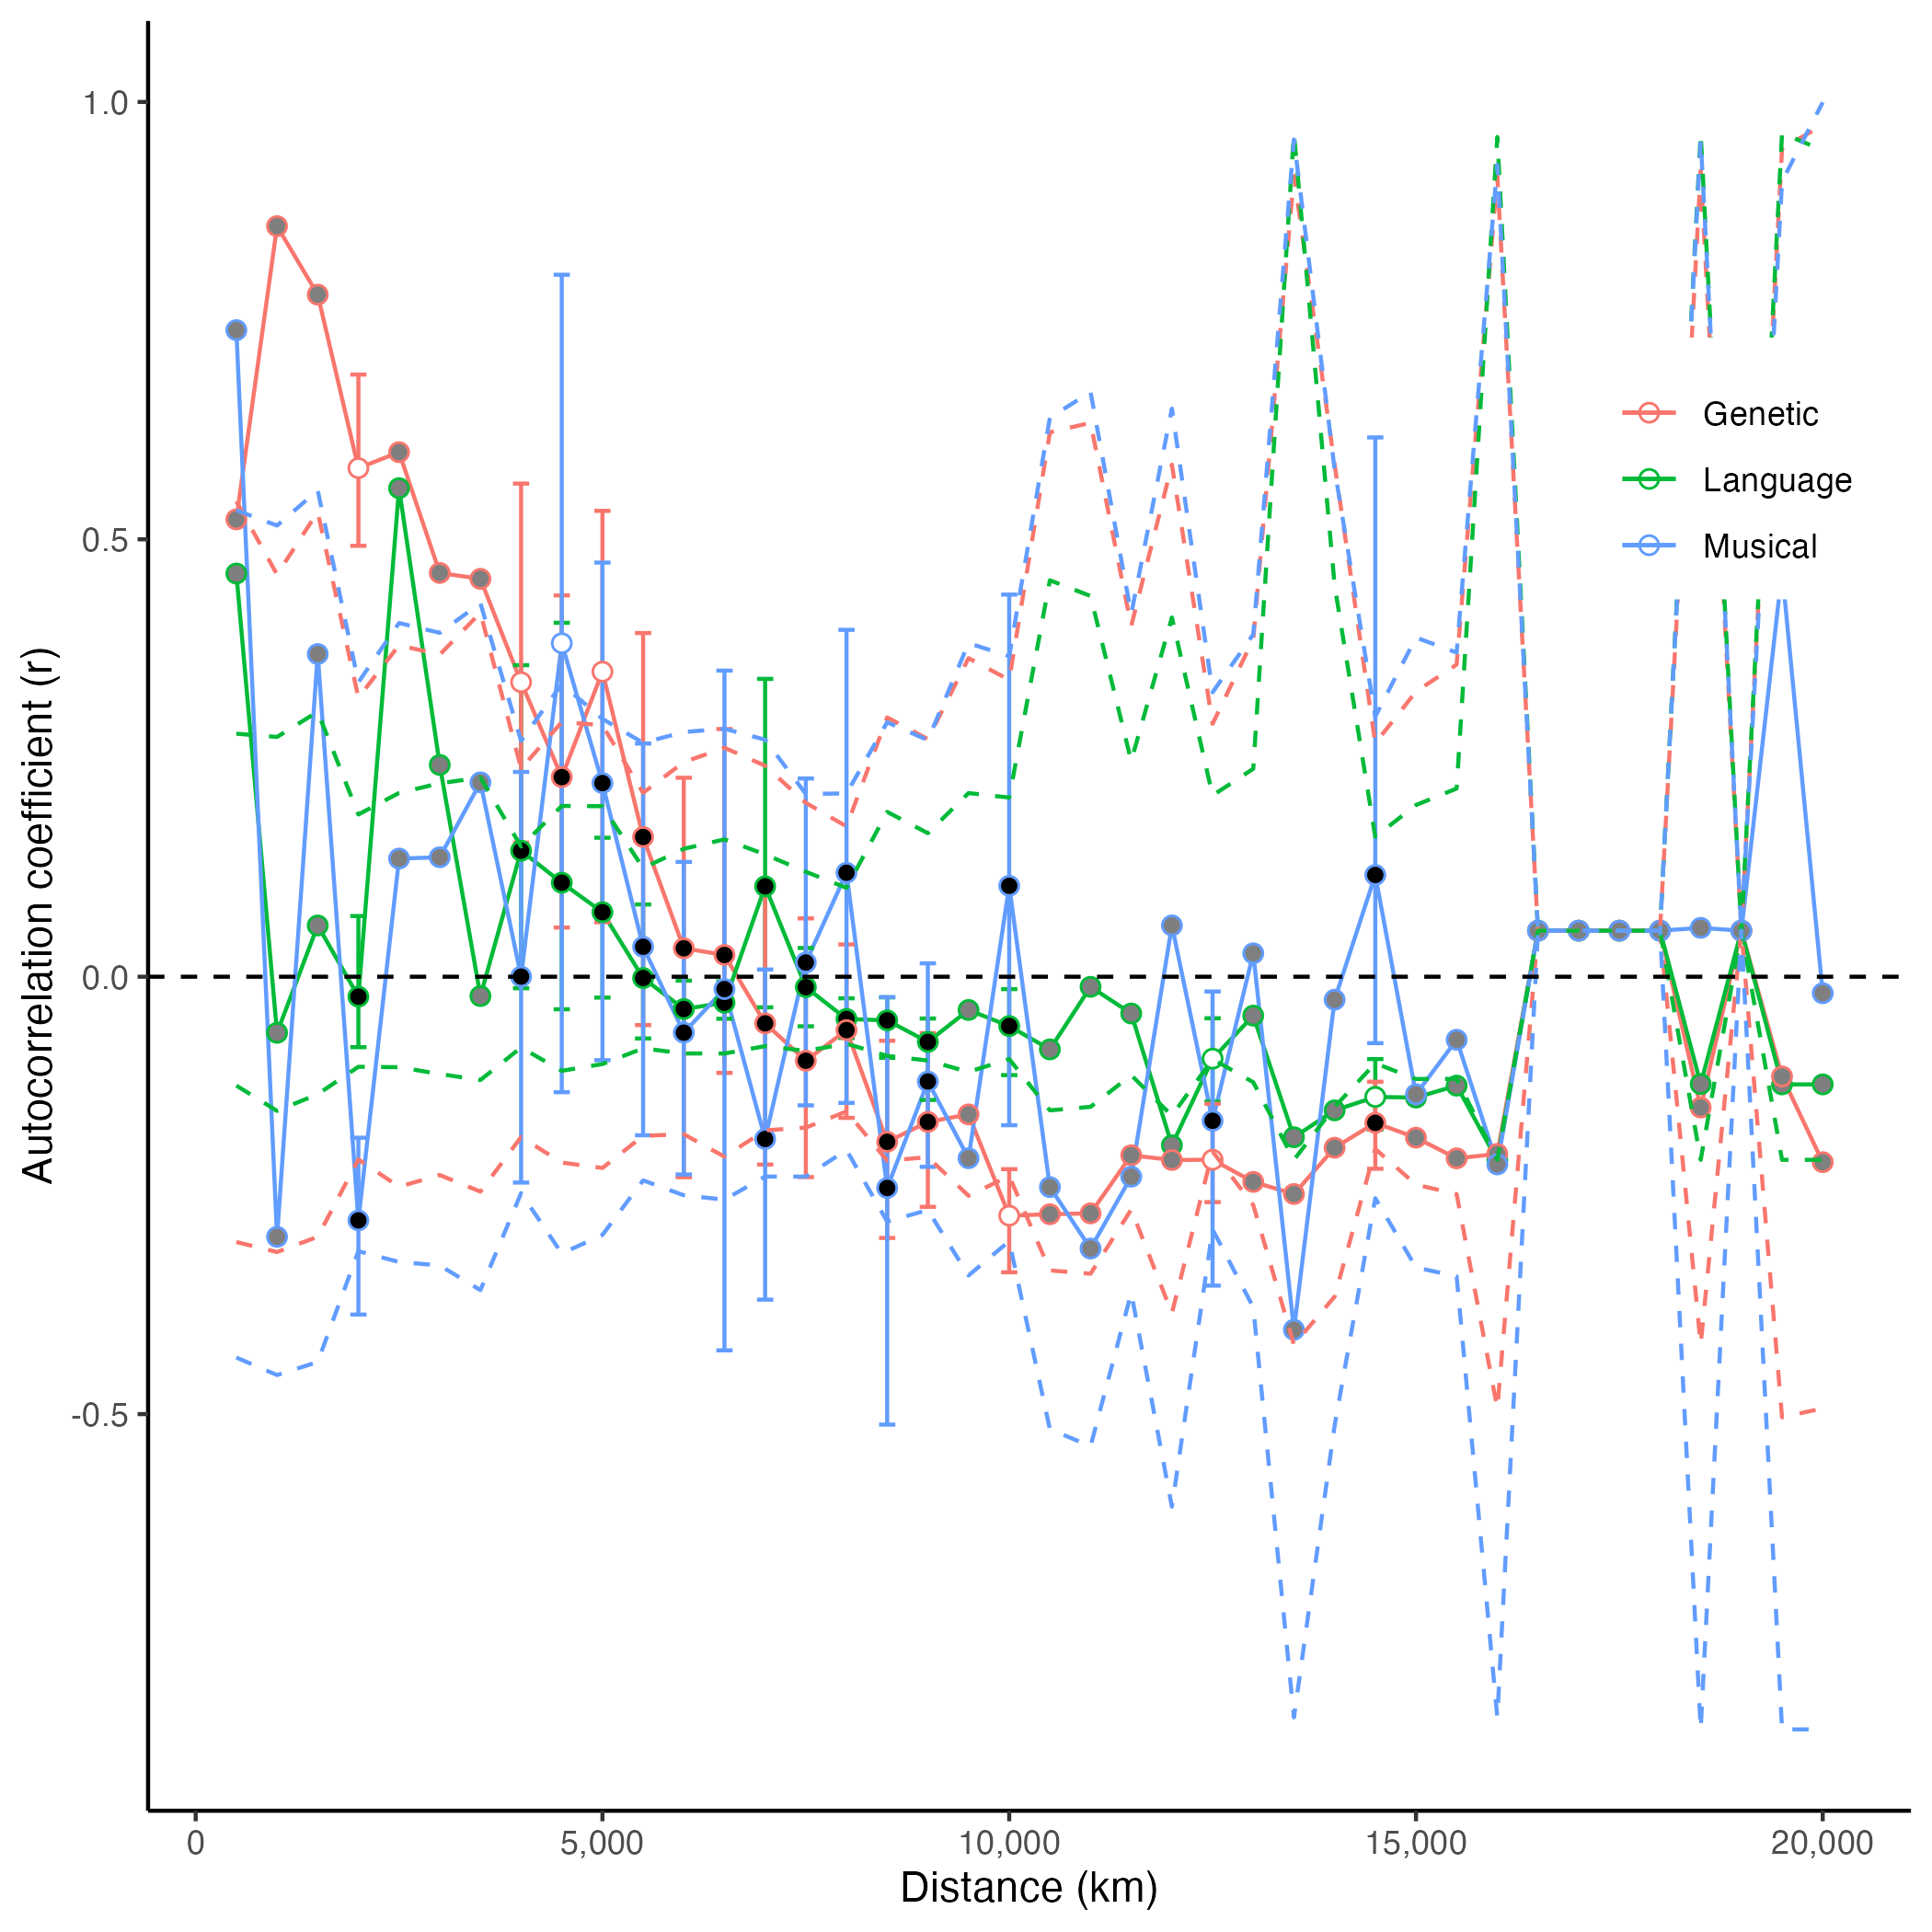 Autocorrelation coefficient (r)
1.0
0.5
0.0
-0.5
Genetic
Language
Musical
0 5,000 10,000 15,000 20,000
Distance (km)